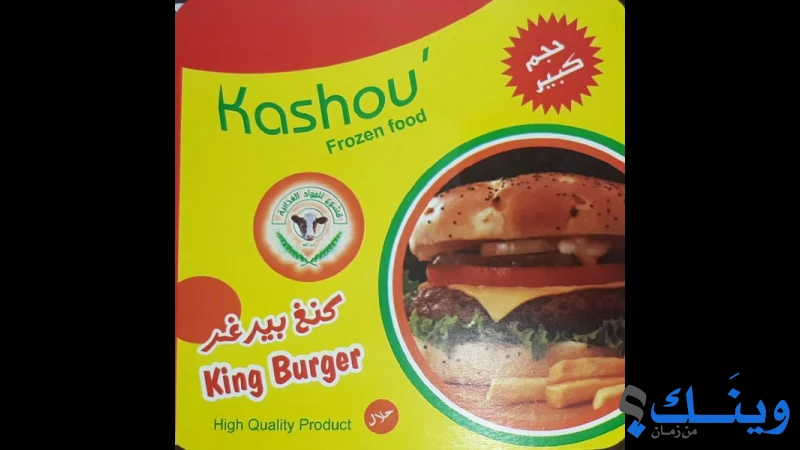 حجم
كبير
Kashou'
Frozen food
قشوع للمواد الغذائية
كنغ بيرغر
King Burger
High Quality Product
حلال
وينَك؟
من زمان